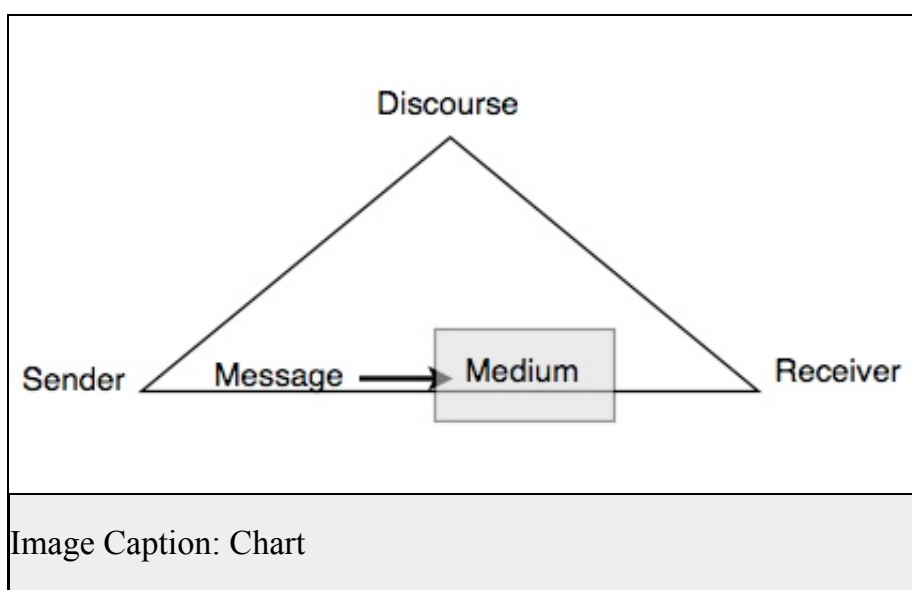 Discourse
Sender
Message
Medium
Receiver
Image Caption: Chart